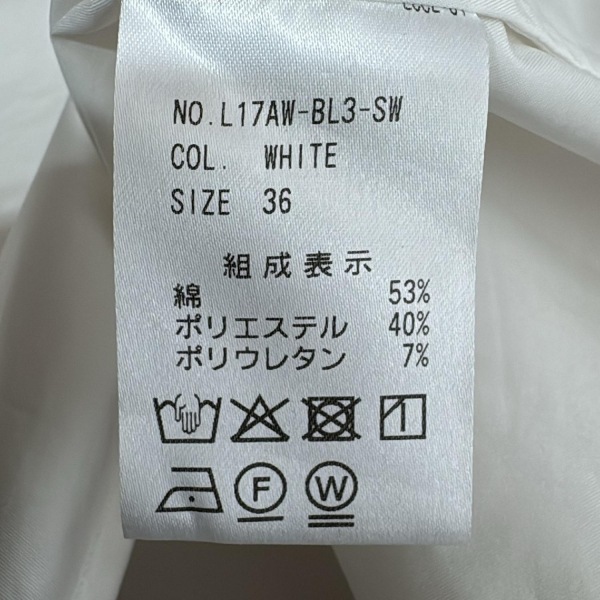 NO.L17AW-BL3-SW
COL. WHITE
SIZE 36
組成表示
綿 53%
ポリエステル 40%
ポリウレタン 7%
F
W